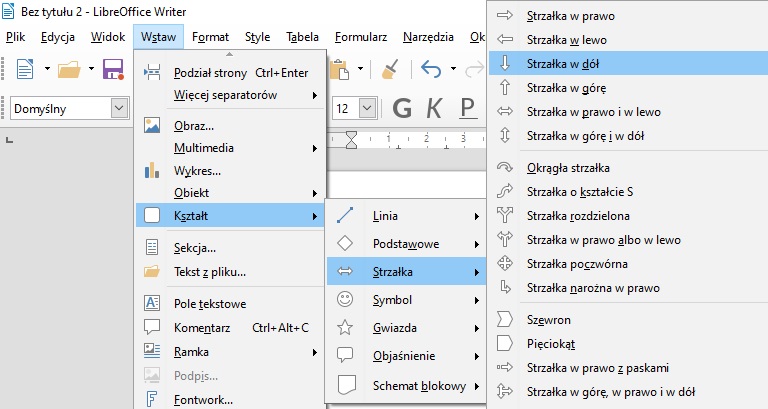 Bez tytułu 2 - LibreOffice Writer
Plik Edycja Widok Wstaw Format Style Tabela Formularz Narzędzia Okn
Domyślny
12 G K P
1 2 3
Podział strony Ctrl+Enter
Więcej separatorów
Obraz...
Multimedia
Wykres...
Obiekt
Kształt
Sekcja...
Tekst z pliku...
Pole tekstowe
Komentarz Ctrl+Alt+C
Ramka
Podpis...
Fontwork...
Linia
Podstawowe
Strzałka
Symbol
Gwiazda
Objaśnienie
Schemat blokowy
Strzałka w prawo
Strzałka w lewo
Strzałka w dół
Strzałka w górę
Strzałka w prawo i w lewo
Strzałka w górę i w dół
Okrągła strzałka
Strzałka o kształcie S
Strzałka rozdzielona
Strzałka w prawo albo w lewo
Strzałka poczwórna
Strzałka narożna w prawo
Szewron
Pięciokąt
Strzałka w prawo z paskami
Strzałka w górę, w prawo i w dół